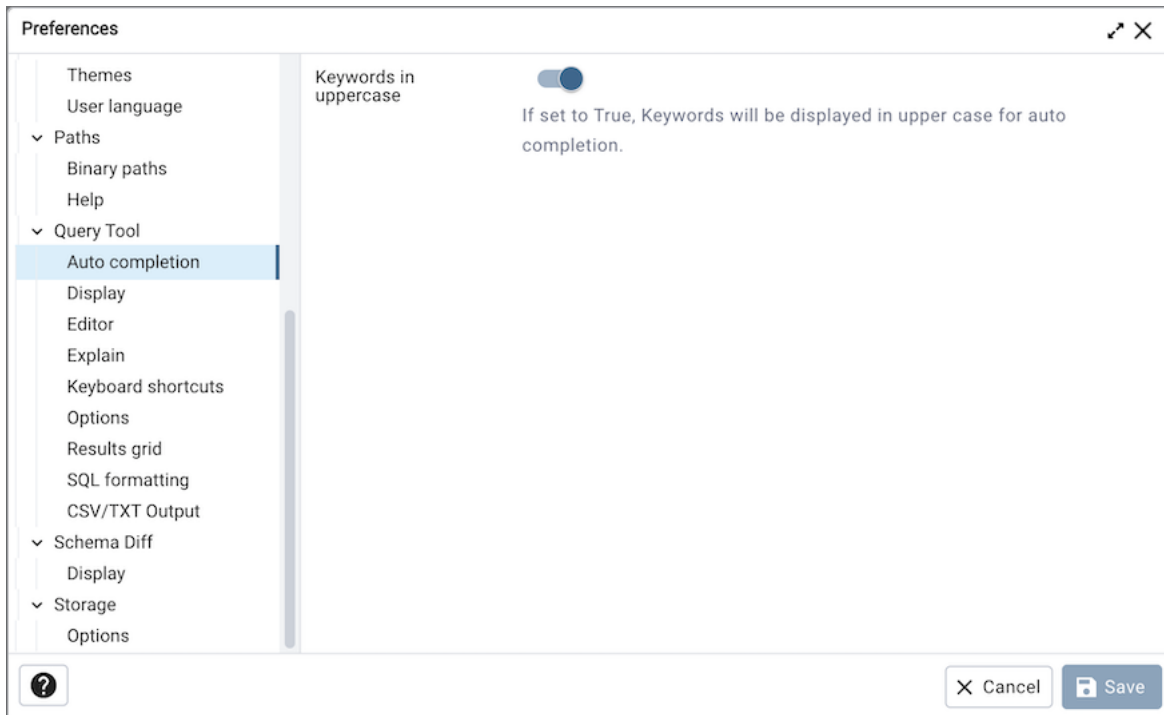 Preferences
Themes
User language
Paths
Binary paths
Help
Query Tool
Auto completion
Display
Editor
Explain
Keyboard shortcuts
Options
Results grid
SQL formatting
CSV/TXT Output
Schema Diff
Display
Storage
Options
Keywords in
uppercase
If set to True, Keywords will be displayed in upper case for auto
completion.
?
Cancel
Save